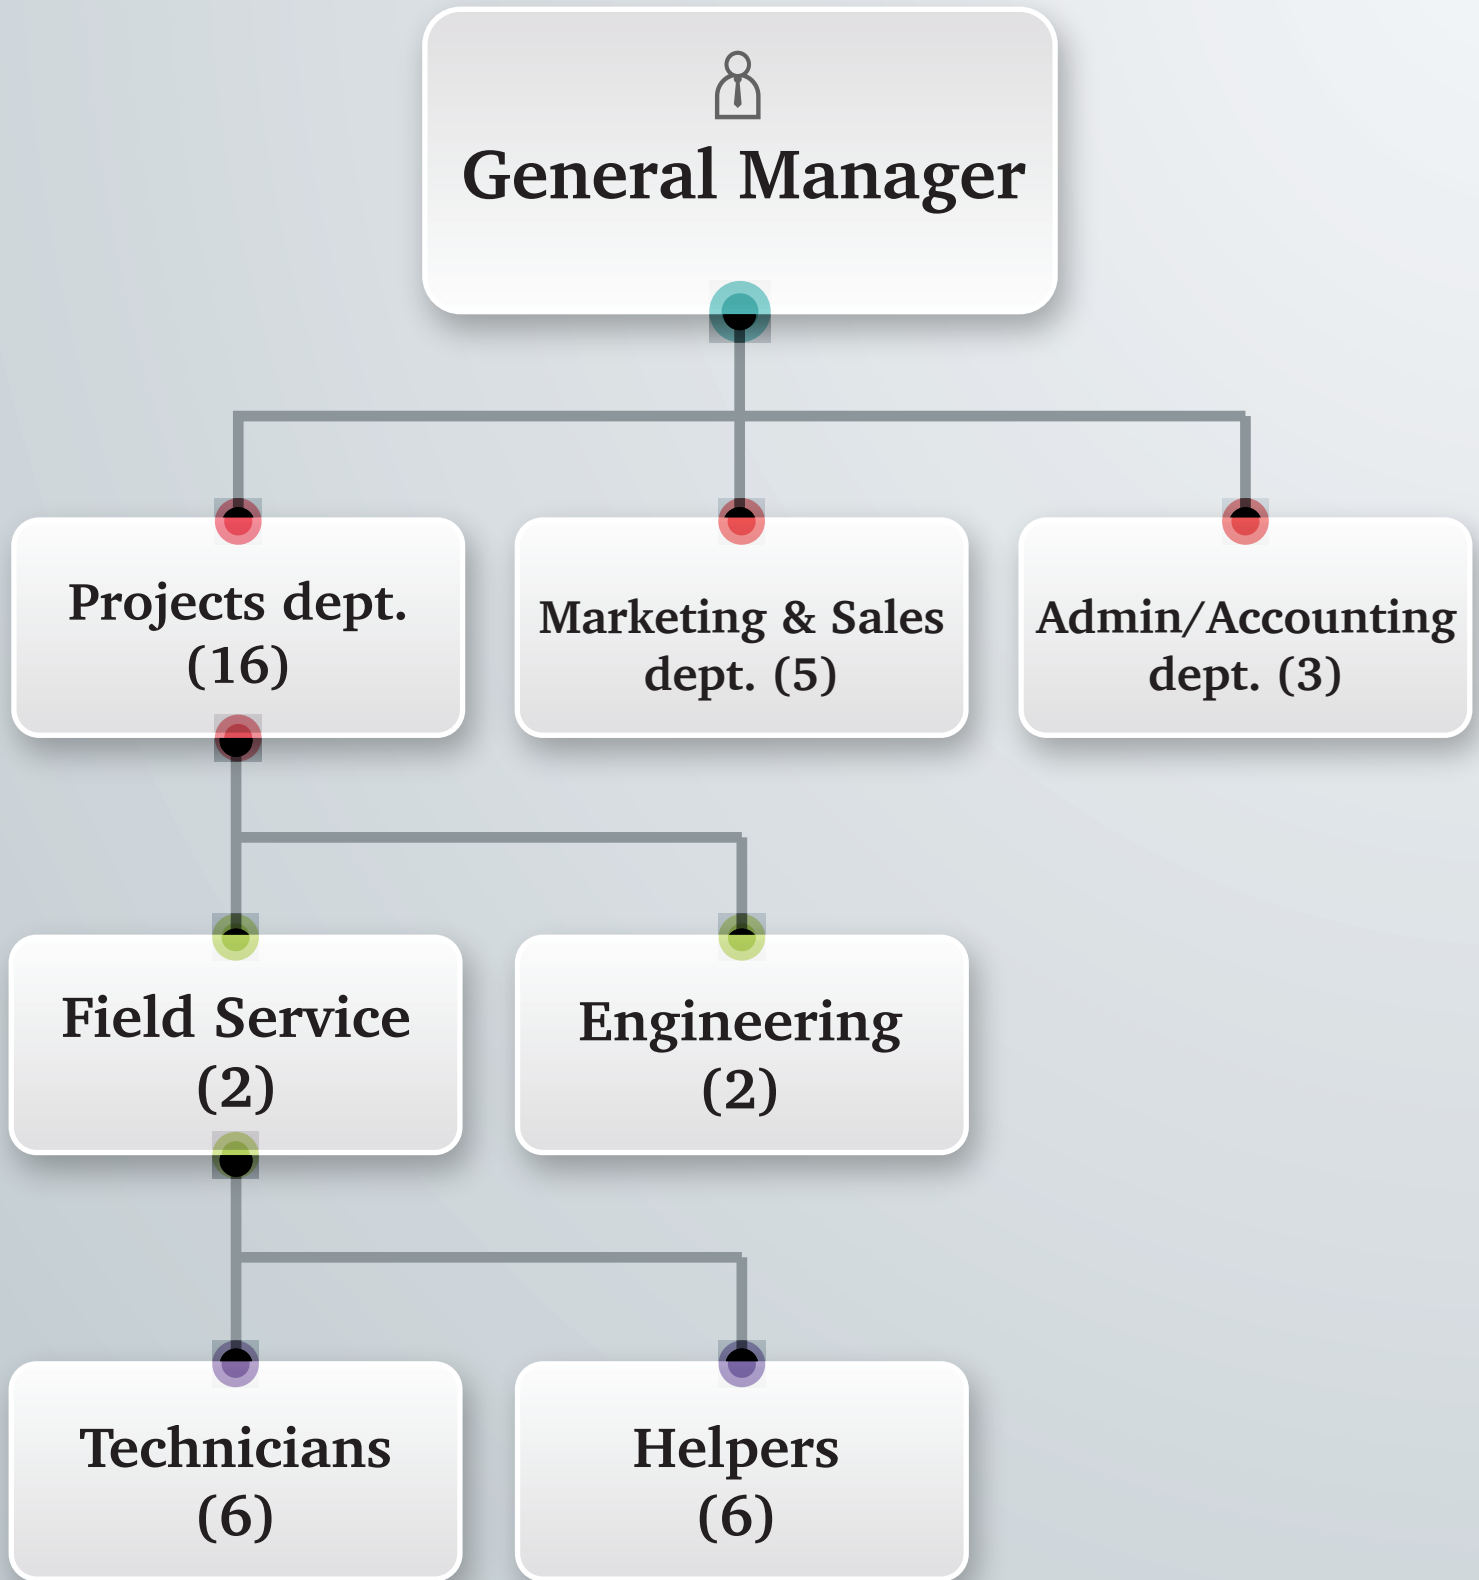 General Manager
Projects dept.
(16)
Marketing & Sales
dept. (5)
Admin/Accounting
dept. (3)
Field Service
(2)
Engineering
(2)
Technicians
(6)
Helpers
(6)